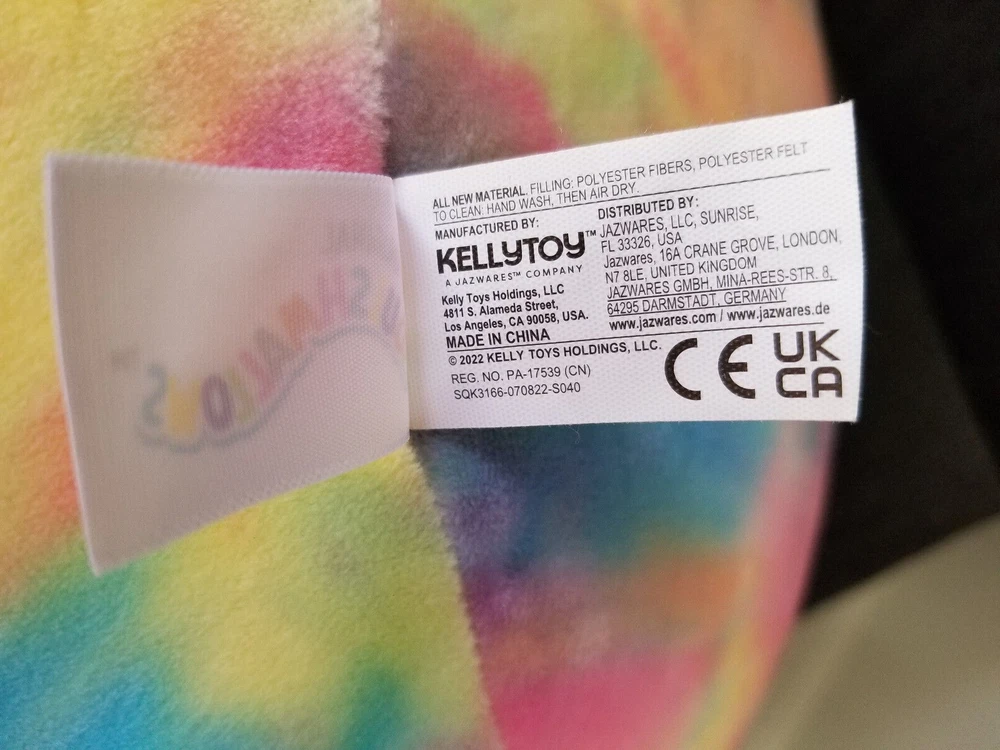 ALL NEW MATERIAL. FILLING: POLYESTER FIBERS, POLYESTER FELT
TO CLEAN: HAND WASH, THEN AIR DRY.
MANUFACTURED BY:
KELLYTOY™
A JAZWARES™ COMPANY
Kelly Toys Holdings, LLC
4811 S. Alameda Street,
Los Angeles, CA 90058, USA.
MADE IN CHINA
DISTRIBUTED BY:
JAZWARES, LLC, SUNRISE,
FL 33326, USA
Jazwares, 16A CRANE GROVE, LONDON,
N7 8LE, UNITED KINGDOM
JAZWARES GMBH, MINA-REES-STR. 8,
64295 DARMSTADT, GERMANY
www.jazwares.com / www.jazwares.de
© 2022 KELLY TOYS HOLDINGS, LLC.
REG. NO. PA-17539 (CN)
SQK3166-070822-S040
CE
UK
CA